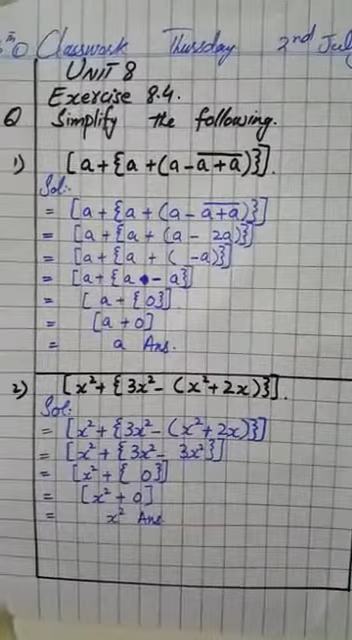 Classwork Thursday 2nd Jul
UNIT 8
Exercise 8.4.
Q Simplify the following.
1) [a+{a+(a-a̅+̅a̅)}].
Sol:-
= [a+{a+(a-a̅+̅a̅)}]
= [a+{a+(a-2a)}]
= [a+{a+(-a)}]
= [a+{a-a}]
= [a+{0}]
= [a+0]
= a Ans.
2) [x²+{3x²-(x²+2x)}].
Sol:-
= [x²+{3x²-(x²+2x)}]
= [x²+{3x²-3x²}]
= [x²+{0}]
= [x²+0]
= x² Ans